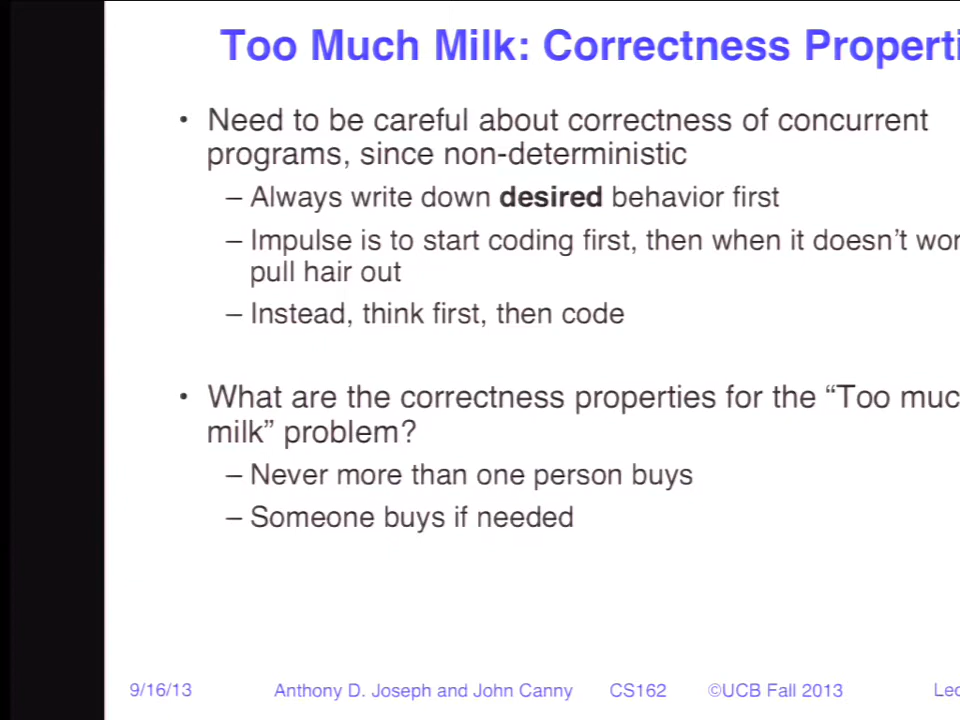 Too Much Milk: Correctness Properti
• Need to be careful about correctness of concurrent
programs, since non-deterministic
– Always write down desired behavior first
– Impulse is to start coding first, then when it doesn’t wor
pull hair out
– Instead, think first, then code
• What are the correctness properties for the “Too muc
milk” problem?
– Never more than one person buys
– Someone buys if needed
9/16/13 Anthony D. Joseph and John Canny CS162 ©UCB Fall 2013 Lec